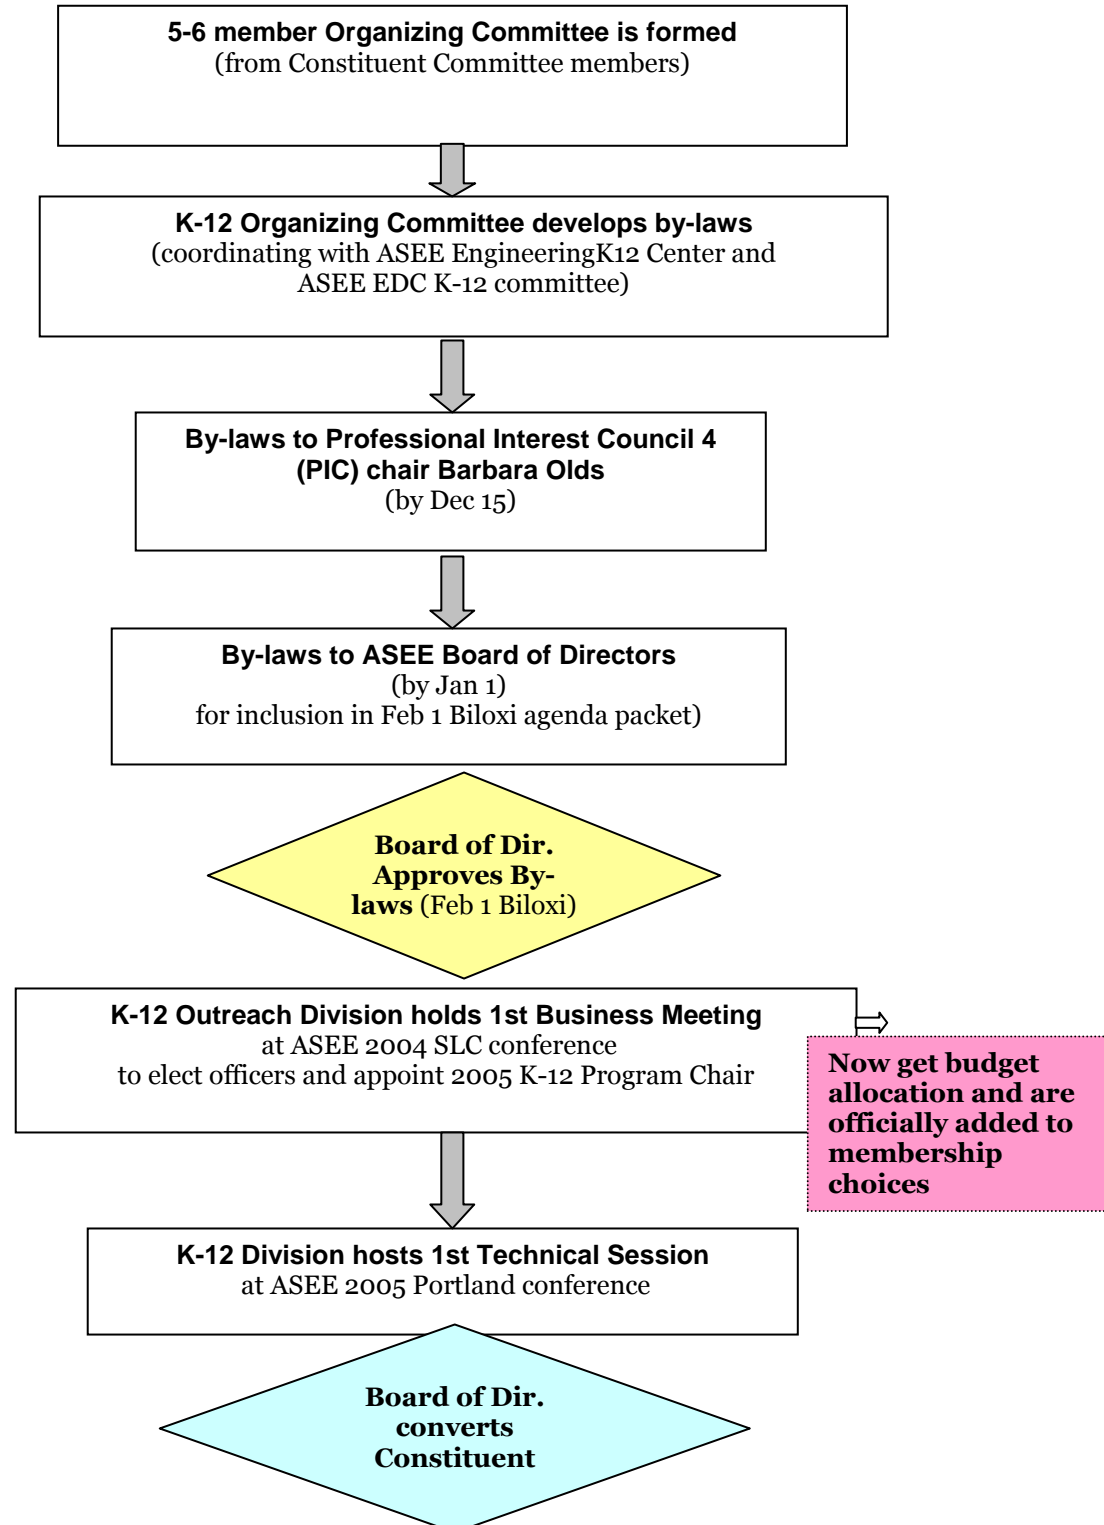 5-6 member Organizing Committee is formed
(from Constituent Committee members)
K-12 Organizing Committee develops by-laws
(coordinating with ASEE EngineeringK12 Center and
ASEE EDC K-12 committee)
By-laws to Professional Interest Council 4
(PIC) chair Barbara Olds
(by Dec 15)
By-laws to ASEE Board of Directors
(by Jan 1)
for inclusion in Feb 1 Biloxi agenda packet)
Board of Dir.
Approves By-
laws (Feb 1 Biloxi)
K-12 Outreach Division holds 1st Business Meeting
at ASEE 2004 SLC conference
to elect officers and appoint 2005 K-12 Program Chair
Now get budget
allocation and are
officially added to
membership
choices
K-12 Division hosts 1st Technical Session
at ASEE 2005 Portland conference
Board of Dir.
converts
Constituent